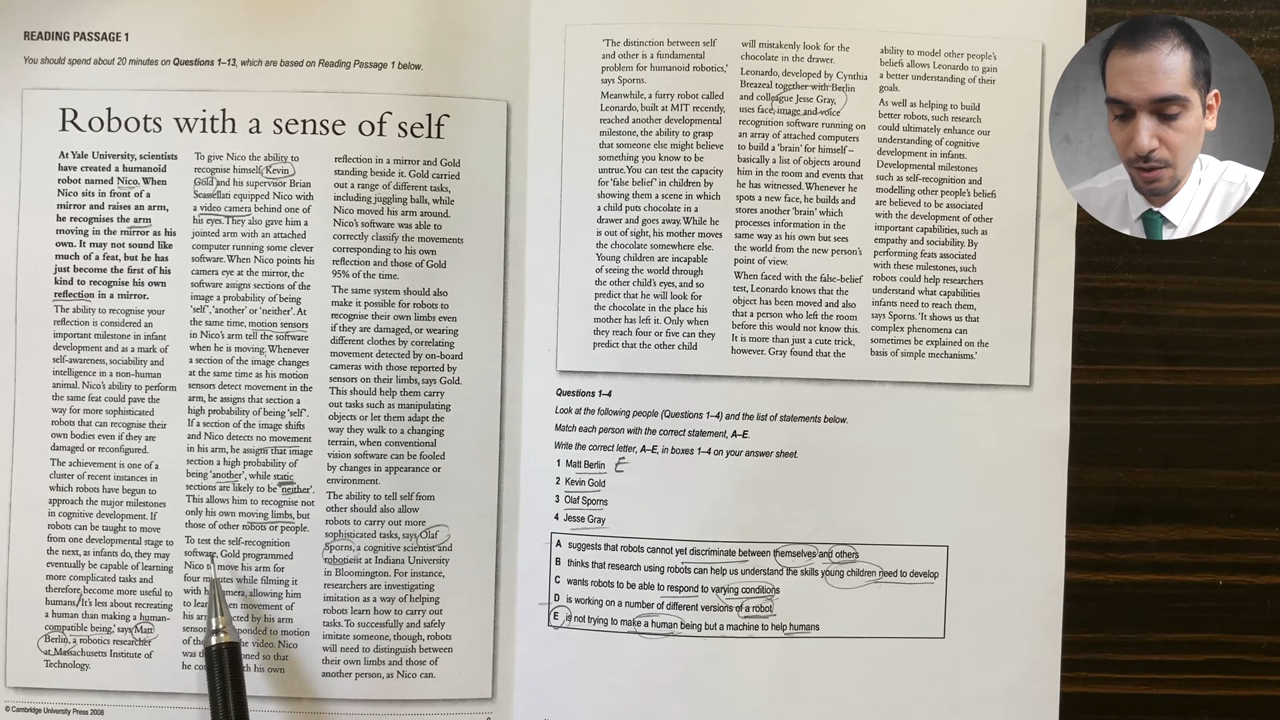 READING PASSAGE 1
You should spend about 20 minutes on Questions 1–13, which are based on Reading Passage 1 below.
Robots with a sense of self
At Yale University, scientists
have created a humanoid
robot named Nico. When
Nico sits in front of a
mirror and raises an arm,
he recognises the arm
moving in the mirror as his
own. It may not sound like
much of a feat, but he has
just become the first of his
kind to recognise his own
reflection in a mirror.
The ability to recognise your
reflection is considered an
important milestone in infant
development and as a mark of
self-awareness, sociability and
intelligence in a non-human
animal. Nico's ability to perform
the same feat could pave the
way for more sophisticated
robots that can recognise their
own bodies even if they are
damaged or reconfigured.
The achievement is one of a
cluster of recent instances in
which robots have begun to
approach the major milestones
in cognitive development. If
robots can be taught to move
from one developmental stage to
the next, as infants do, they may
eventually be capable of learning
more complicated tasks and
therefore become more useful to
humans. 'It's less about recreating
a human than making a human-
compatible being,' says Matt
Berlin, a robotics researcher
at Massachusetts Institute of
Technology.
To give Nico the ability to
recognise himself, Kevin
Gold and his supervisor Brian
Scassellati equipped Nico with
a video camera behind one of
his eyes. They also gave him a
jointed arm with an attached
computer running some clever
software. When Nico points his
camera eye at the mirror, the
software assigns sections of the
image a probability of being
'self', 'another' or 'neither'. At
the same time, motion sensors
in Nico's arm tell the software
when he is moving. Whenever
a section of the image changes
at the same time as his motion
sensors detect movement in the
arm, he assigns that section a
high probability of being 'self'.
If a section of the image shifts
and Nico detects no movement
in his arm, he assigns that image
section a high probability of
being 'another', while static
sections are likely to be 'neither'.
This allows him to recognise not
only his own moving limbs, but
those of other robots or people.
To test the self-recognition
software, Gold programmed
Nico to move his arm for
four minutes while filming it
with camera, allowing him
to lear movement of
his arm by his arm
sensor ponded to motion
of the video. Nico
was so that
he co h his own
reflection in a mirror and Gold
standing beside it. Gold carried
out a range of different tasks,
including juggling balls, while
Nico moved his arm around.
Nico's software was able to
correctly classify the movements
corresponding to his own
reflection and those of Gold
95% of the time.
The same system should also
make it possible for robots to
recognise their own limbs even
if they are damaged, or wearing
different clothes by correlating
movement detected by on-board
cameras with those reported by
sensors on their limbs, says Gold.
This should help them carry
out tasks such as manipulating
objects or let them adapt the
way they walk to a changing
terrain, when conventional
vision software can be fooled
by changes in appearance or
environment.
The ability to tell self from
other should also allow
robots to carry out more
sophisticated tasks, says Olaf
Sporns, a cognitive scientist and
roboticist at Indiana University
in Bloomington. For instance,
researchers are investigating
imitation as a way of helping
robots learn how to carry out
tasks. To successfully and safely
imitate someone, though, robots
will need to distinguish between
their own limbs and those of
another person, as Nico can.
© Cambridge University Press 2008
'The distinction between self
and other is a fundamental
problem for humanoid robotics,'
says Sporns.
Meanwhile, a furry robot called
Leonardo, built at MIT recently,
reached another developmental
milestone, the ability to grasp
that someone else might believe
something you know to be
untrue. You can test the capacity
for 'false belief' in children by
showing them a scene in which
a child puts chocolate in a
drawer and goes away. While he
is out of sight, his mother moves
the chocolate somewhere else.
Young children are incapable
of seeing the world through
the other child's eyes, and so
predict that he will look for
the chocolate in the place his
mother has left it. Only when
they reach four or five can they
predict that the other child
will mistakenly look for the
chocolate in the drawer.
Leonardo, developed by Cynthia
Breazeal together with Berlin
and colleague Jesse Gray,
uses face, image and voice
recognition software running on
an array of attached computers
to build a 'brain' for himself –
basically a list of objects around
him in the room and events that
he has witnessed. Whenever he
spots a new face, he builds and
stores another 'brain' which
processes information in the
same way as his own but sees
the world from the new person's
point of view.
When faced with the false-belief
test, Leonardo knows that the
object has been moved and also
that a person who left the room
before this would not know this.
It is more than just a cute trick,
however. Gray found that the
ability to model other people's
beliefs allows Leonardo to gain
a better understanding of their
goals.
As well as helping to build
better robots, such research
could ultimately enhance our
understanding of cognitive
development in infants.
Developmental milestones
such as self-recognition and
modelling other people's beliefs
are believed to be associated
with the development of other
important capabilities, such as
empathy and sociability. By
performing feats associated
with these milestones, such
robots could help researchers
understand what capabilities
infants need to reach them,
says Sporns. 'It shows us that
complex phenomena can
sometimes be explained on the
basis of simple mechanisms.'
Questions 1–4
Look at the following people (Questions 1–4) and the list of statements below.
Match each person with the correct statement, A–E.
Write the correct letter, A–E, in boxes 1–4 on your answer sheet.
1 Matt Berlin E
2 Kevin Gold
3 Olaf Sporns
4 Jesse Gray
A suggests that robots cannot yet discriminate between themselves and others
B thinks that research using robots can help us understand the skills young children need to develop
C wants robots to be able to respond to varying conditions
D is working on a number of different versions of a robot
E is not trying to make a human being but a machine to help humans